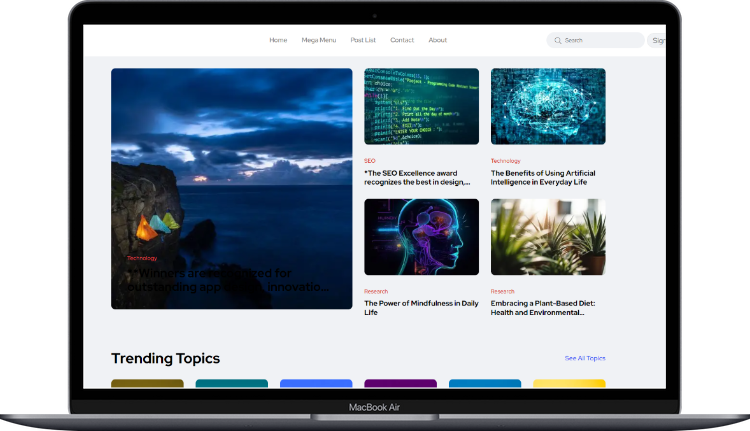 Home Mega Menu Post List Contact About Search Sign
SEO
*The SEO Excellence award
recognizes the best in design,...
Technology
The Benefits of Using Artificial
Intelligence in Everyday Life
Technology
**Winners are recognized for
outstanding app innovatio...
Research
The Power of Mindfulness in Daily
Life
Research
Embracing a Plant-Based Diet:
Health and Environmental...
Trending Topics
See All Topics
MacBook Air